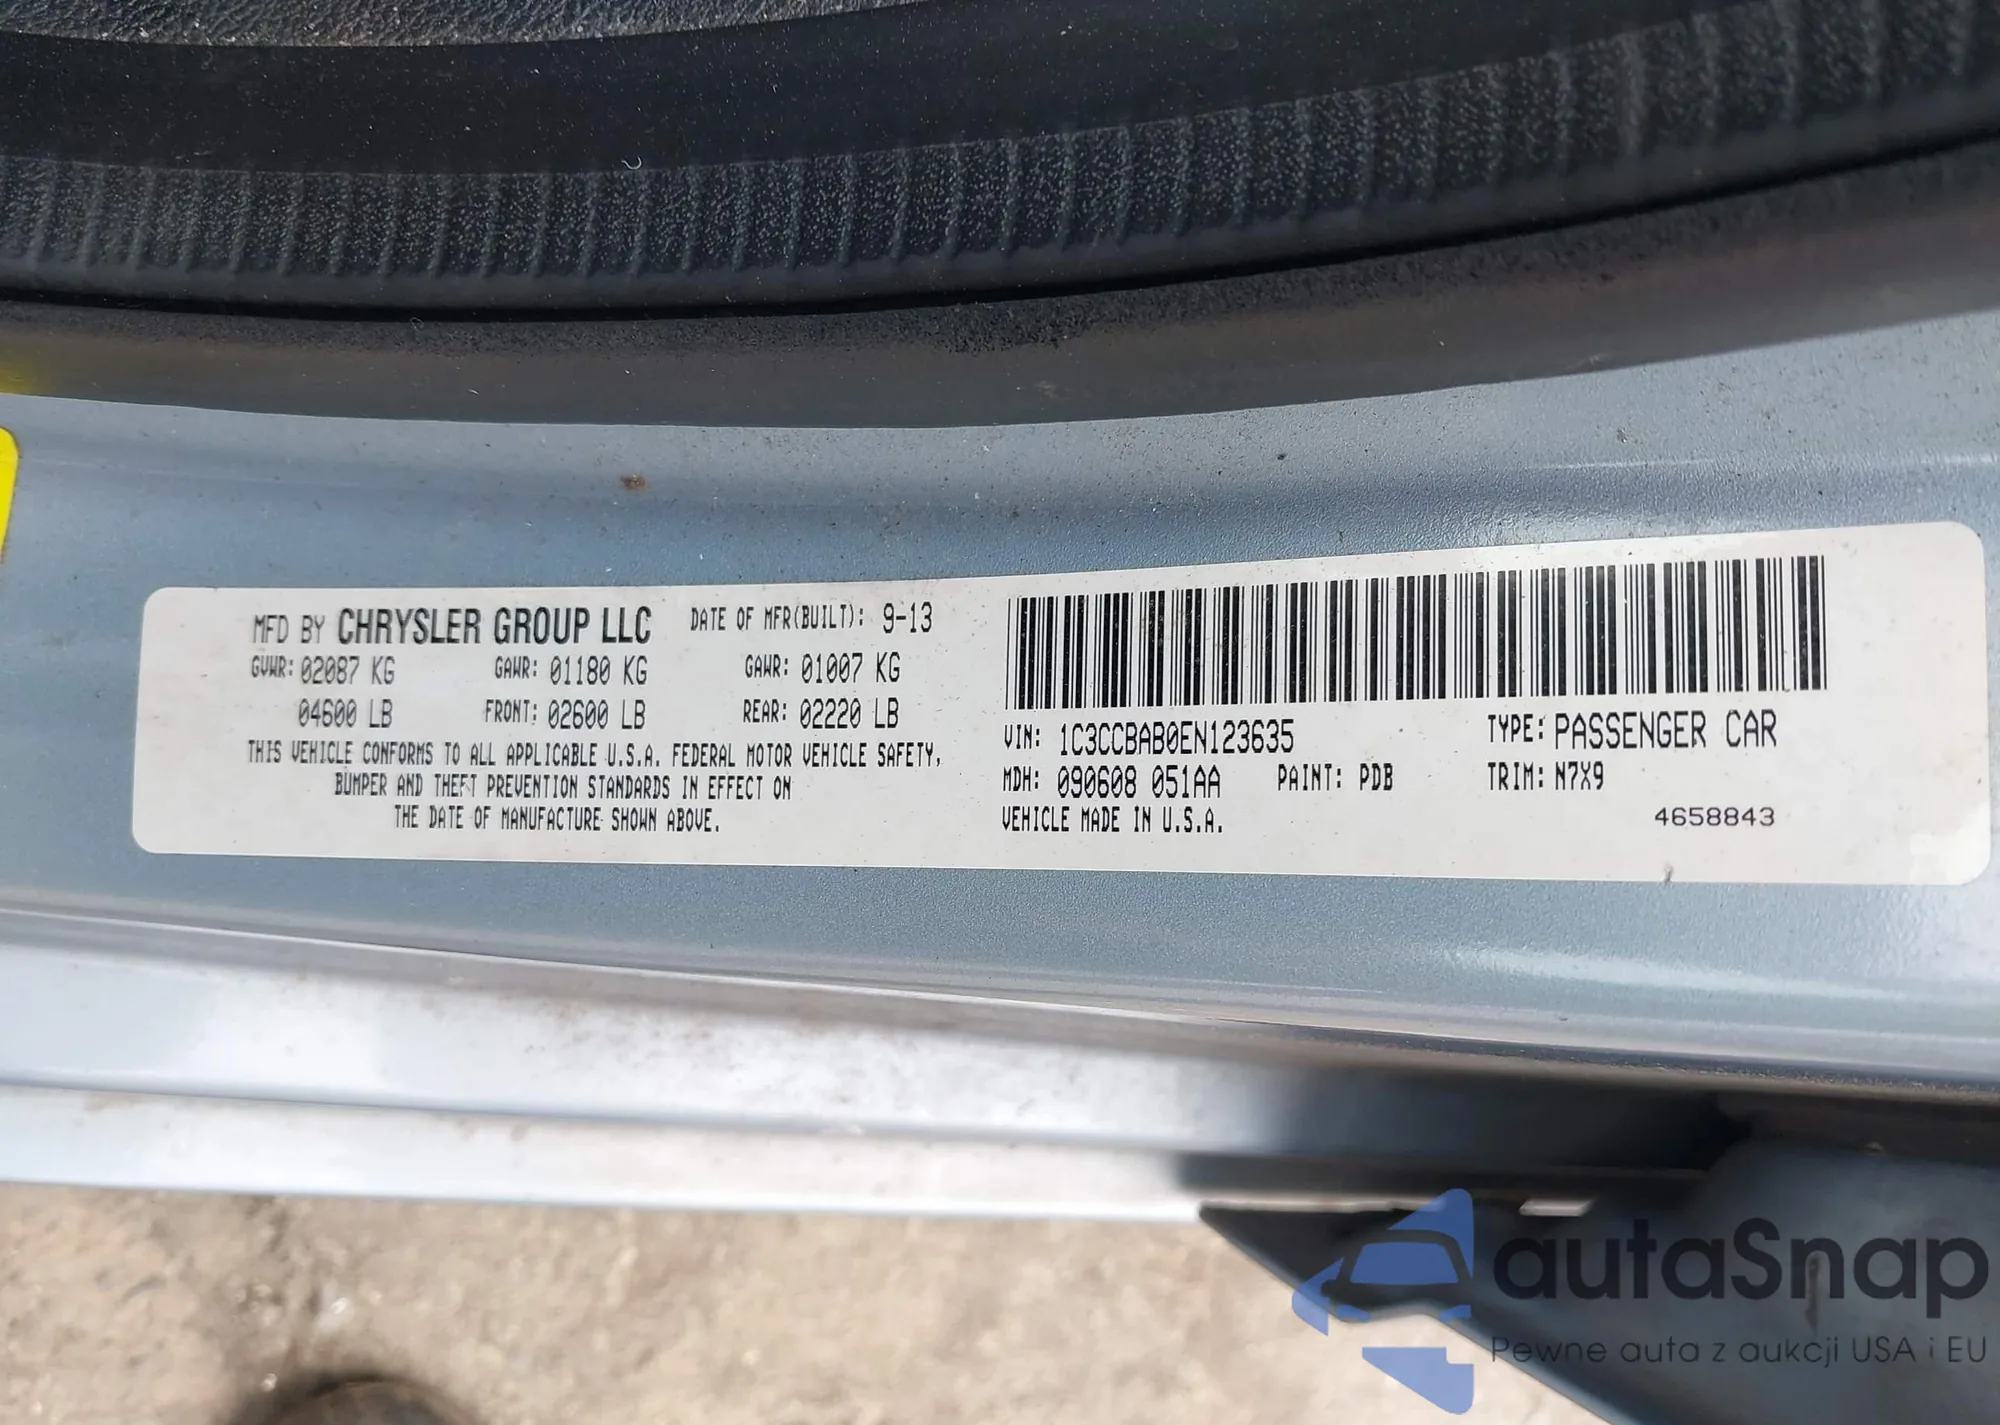 MFD BY CHRYSLER GROUP LLC DATE OF MFR(BUILT): 9-13
GVWR: 02087 KG GAWR: 01180 KG GAWR: 01007 KG
04600 LB FRONT: 02600 LB REAR: 02220 LB
THIS VEHICLE CONFORMS TO ALL APPLICABLE U.S.A. FEDERAL MOTOR VEHICLE SAFETY,
BUMPER AND THEFT PREVENTION STANDARDS IN EFFECT ON
THE DATE OF MANUFACTURE SHOWN ABOVE.
VIN: 1C3CCBAB0EN123635 TYPE: PASSENGER CAR
MDH: 090608 051AA PAINT: PDB TRIM: N7X9
VEHICLE MADE IN U.S.A. 4658843
autaSnap
Pewne auta z aukcji USA i EU